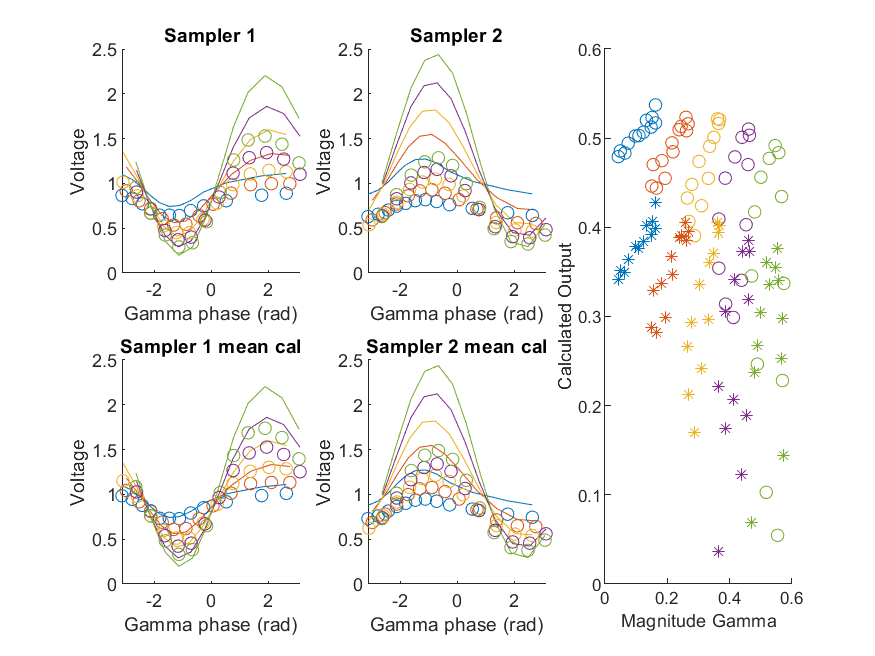 Sampler 1
2.5
2
1.5
1
0.5
0
Voltage
-2 0 2
Gamma phase (rad)
Sampler 2
2.5
2
1.5
1
0.5
0
Voltage
-2 0 2
Gamma phase (rad)
Sampler 1 mean cal
2.5
2
1.5
1
0.5
0
Voltage
-2 0 2
Gamma phase (rad)
Sampler 2 mean cal
2.5
2
1.5
1
0.5
0
Voltage
-2 0 2
Gamma phase (rad)
0.6
0.5
0.4
0.3
0.2
0.1
0
Calculated Output
0 0.2 0.4 0.6
Magnitude Gamma